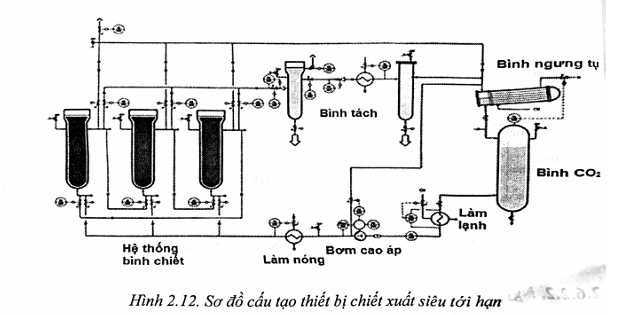 Bình ngưng tụ
Bình tách
Bình CO₂
Làm lạnh
Hệ thống bình chiết
Làm nóng
Bơm cao áp
Hình 2.12. Sơ đồ cấu tạo thiết bị chiết xuất siêu tới hạn